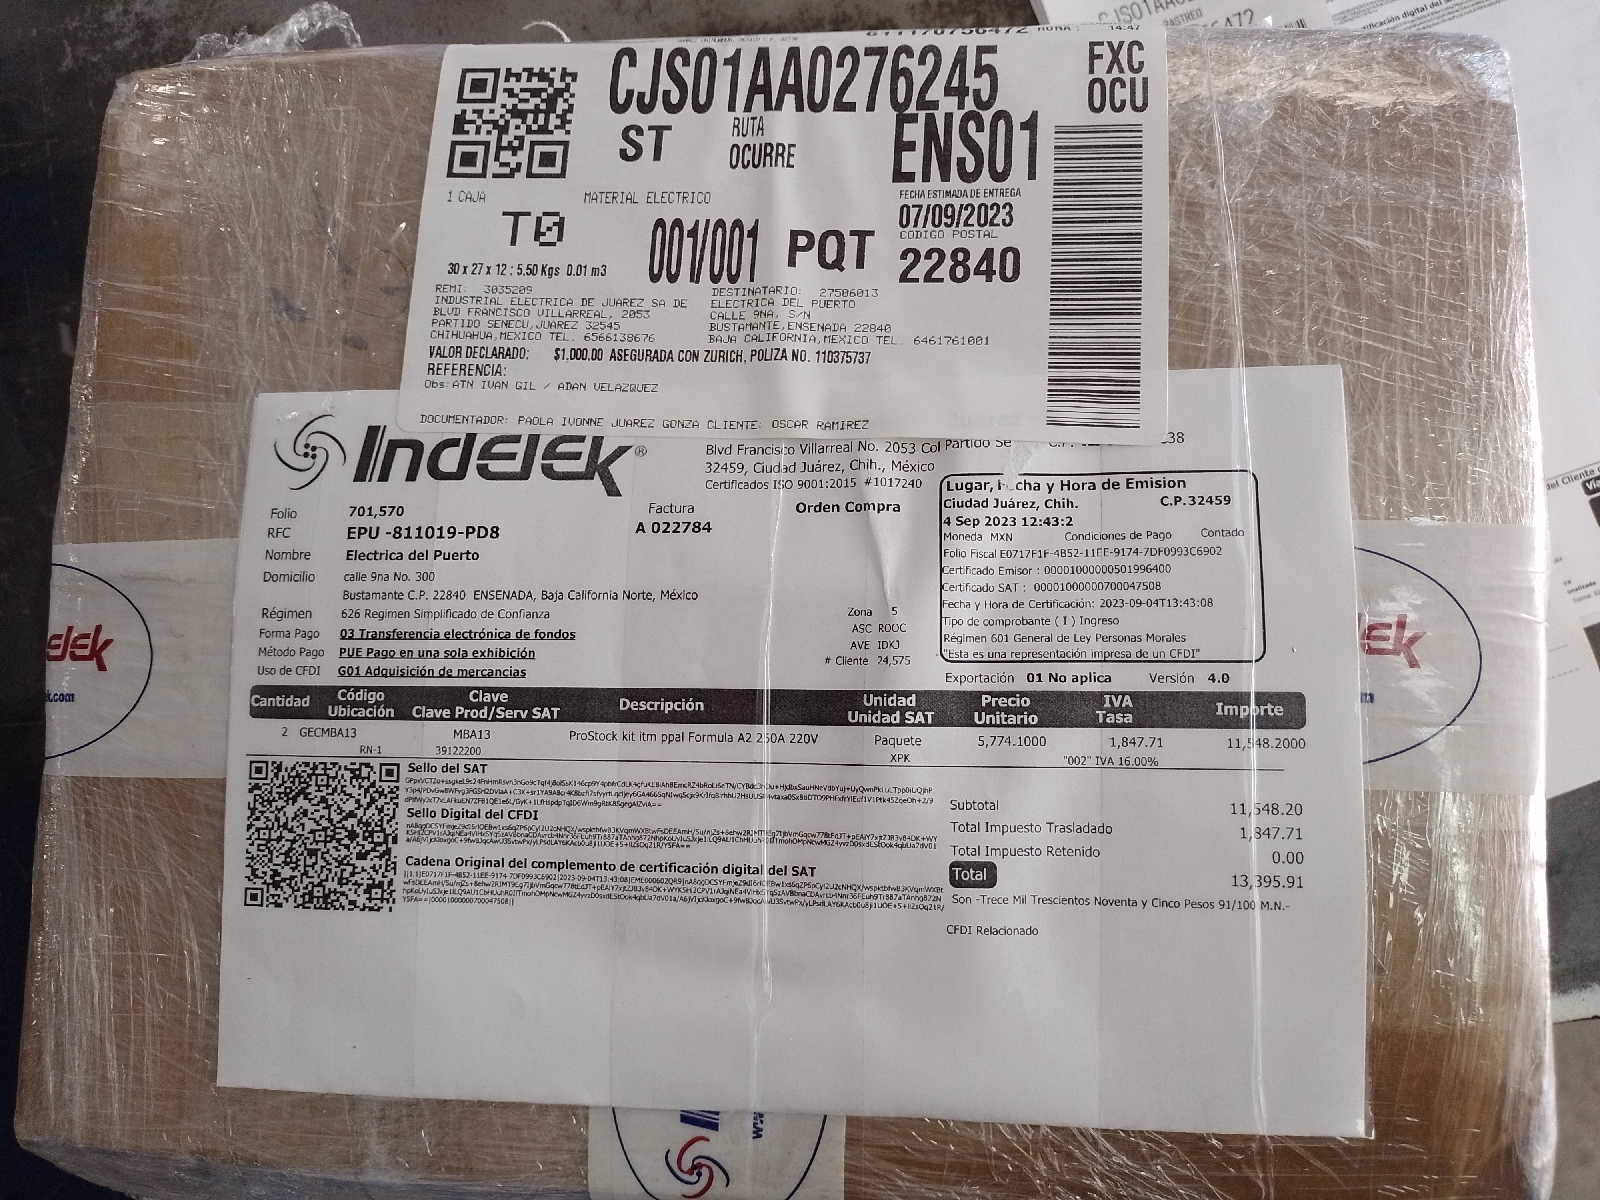 CJS01AA0276245
FXC
OCU
ST
RUTA
OCURRE
ENS01
1 CAJA
MATERIAL ELECTRICO
FECHA ESTIMADA DE ENTREGA
07/09/2023
CODIGO POSTAL
22840
T0
001/001
PQT
30 x 27 x 12 : 5.50 Kgs 0.01 m3
REMI: 3035209
INDUSTRIAL ELECTRICA DE JUAREZ SA DE
BLVD FRANCISCO VILLARREAL, 2053
PARTIDO SENECU,JUAREZ 32545
CHIHUAHUA,MEXICO TEL. 6566138676
DESTINATARIO: 27506013
ELECTRICA DEL PUERTO
CALLE 9NA, S/N
BUSTAMANTE,ENSENADA 22840
BAJA CALIFORNIA,MEXICO TEL. 6461761001
VALOR DECLARADO: $1,000.00 ASEGURADA CON ZURICH, POLIZA NO. 110375737
REFERENCIA:
Obs: ATN IVAN GIL / ADAN VELAZQUEZ
DOCUMENTADOR: PAOLA IVONNE JUAREZ GONZA CLIENTE: OSCAR RAMIREZ
Indelek®
Blvd Francisco Villarreal No. 2053 Col Partido Se
32459, Ciudad Juárez, Chih., México
Certificados ISO 9001:2015 #1017240
Folio 701,570
RFC EPU -811019-PD8
Nombre Electrica del Puerto
Domicilio calle 9na No. 300
Bustamante C.P. 22840 ENSENADA, Baja California Norte, México
Régimen 626 Regimen Simplificado de Confianza
Forma Pago 03 Transferencia electrónica de fondos
Método Pago PUE Pago en una sola exhibición
Uso de CFDI G01 Adquisición de mercancias
Factura
A 022784
Orden Compra
Zona 5
ASC ROOC
AVE IDKJ
# Cliente 24,575
Lugar, Fecha y Hora de Emision
Ciudad Juárez, Chih. C.P.32459
4 Sep 2023 12:43:2
Moneda MXN Condiciones de Pago Contado
Folio Fiscal E0717F1F-4B52-11EE-9174-7DF0993C6902
Certificado Emisor : 00001000000501996400
Certificado SAT : 00001000000700047508
Fecha y Hora de Certificación: 2023-09-04T13:43:08
Tipo de comprobante ( I ) Ingreso
Régimen 601 General de Ley Personas Morales
"Esta es una representación impresa de un CFDI"
Exportación 01 No aplica Versión 4.0
Cantidad Código Ubicación Clave Clave Prod/Serv SAT Descripción Unidad Unidad SAT Precio Unitario IVA Tasa Importe
2 GECMBA13 MBA13 ProStock kit itm ppal Formula A2 250A 220V Paquete 5,774.1000 1,847.71 11,548.2000
RN-1 39122200 XPK "002" IVA 16.00%
Sello del SAT
Sello Digital del CFDI
Cadena Original del complemento de certificación digital del SAT
Subtotal 11,548.20
Total Impuesto Trasladado 1,847.71
Total Impuesto Retenido 0.00
Total 13,395.91
Son -Trece Mil Trescientos Noventa y Cinco Pesos 91/100 M.N.-
CFDI Relacionado